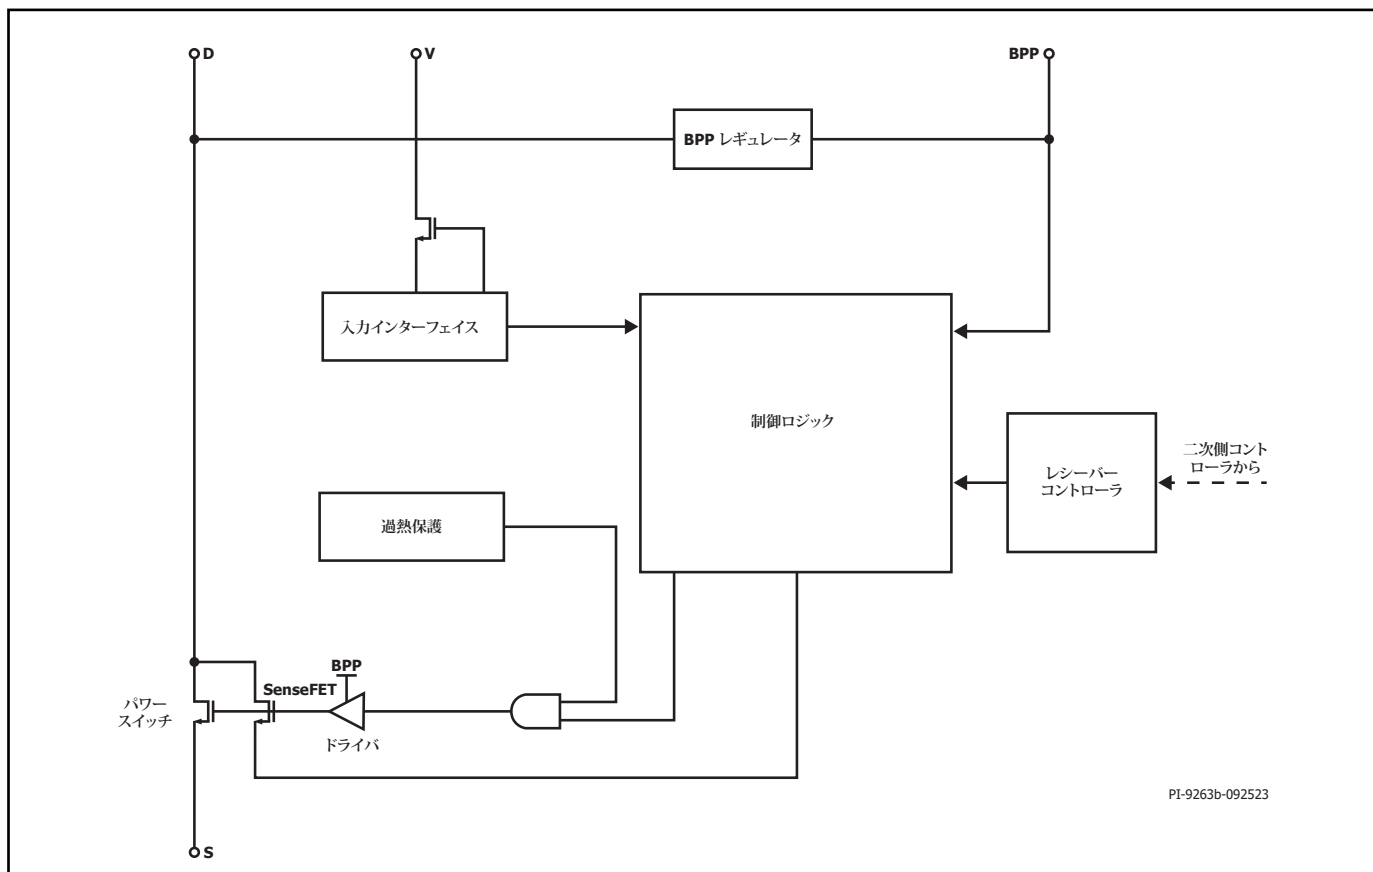 D
V
BPP
BPP レギュレータ
入力インターフェイス
制御ロジック
二次側コント
ローラから
レシーバー
コントローラ
過熱保護
BPP
SenseFET
パワー
スイッチ
ドライバ
PI-9263b-092523
S